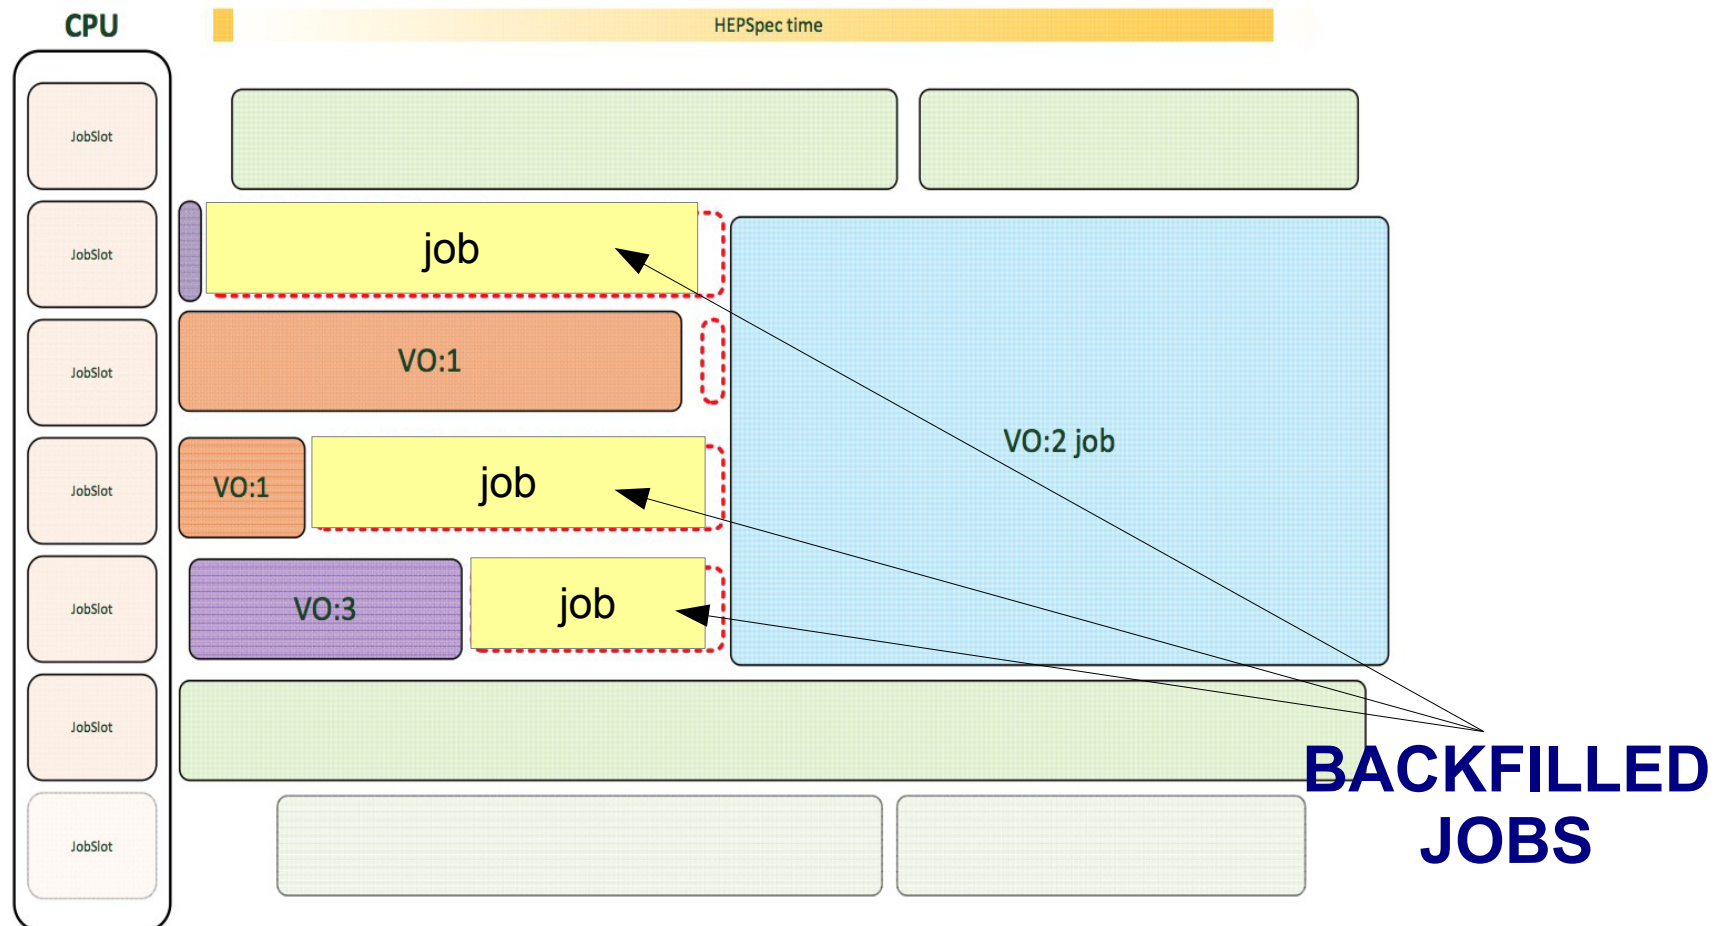 CPU
HEPSpec time
JobSlot
JobSlot
job
JobSlot
VO:1
VO:2 job
JobSlot
VO:1
job
JobSlot
VO:3
job
JobSlot
BACKFILLED
JOBS
JobSlot